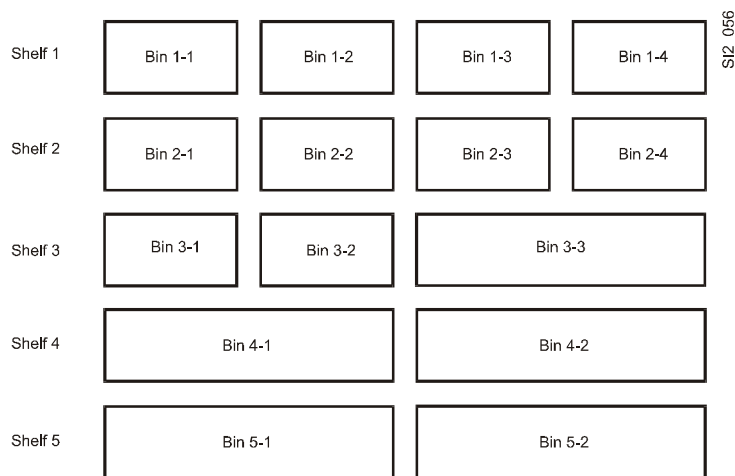 Shelf 1 Bin 1-1 Bin 1-2 Bin 1-3 Bin 1-4
SI2 056
Shelf 2 Bin 2-1 Bin 2-2 Bin 2-3 Bin 2-4
Shelf 3 Bin 3-1 Bin 3-2 Bin 3-3
Shelf 4 Bin 4-1 Bin 4-2
Shelf 5 Bin 5-1 Bin 5-2